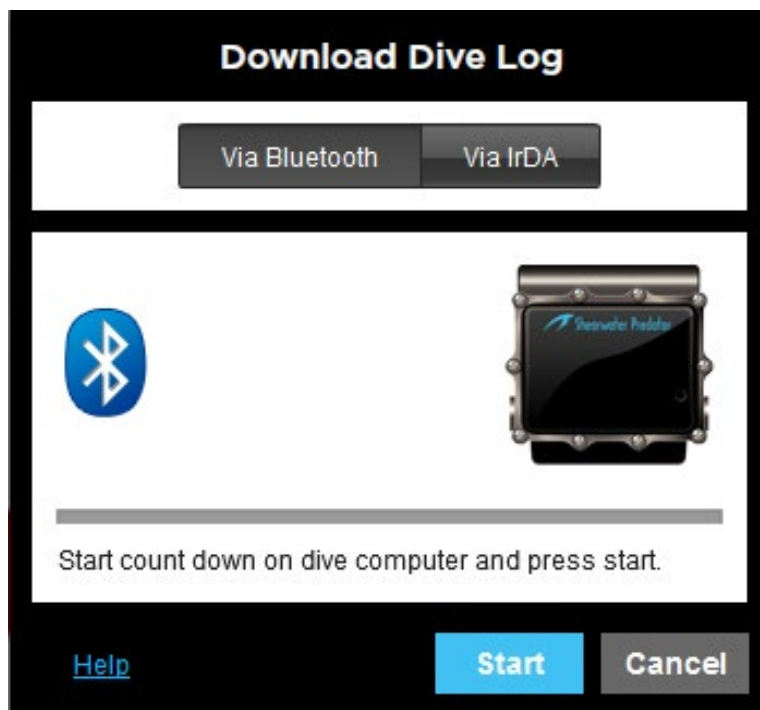 Download Dive Log
Via Bluetooth
Via IrDA
Shearwater Predator
Start count down on dive computer and press start.
Help
Start
Cancel